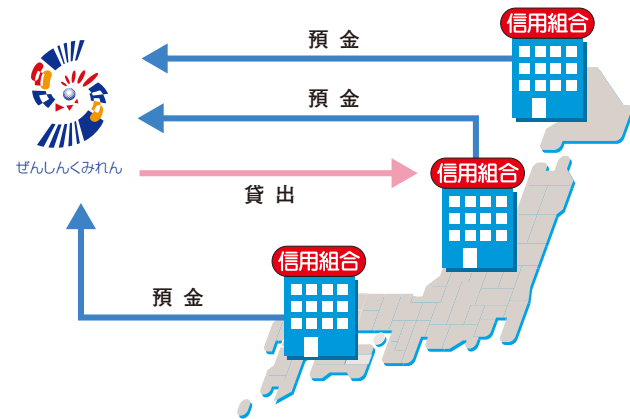 信用組合
預金
預金
信用組合
ぜんしんくみれん
貸出
信用組合
預金